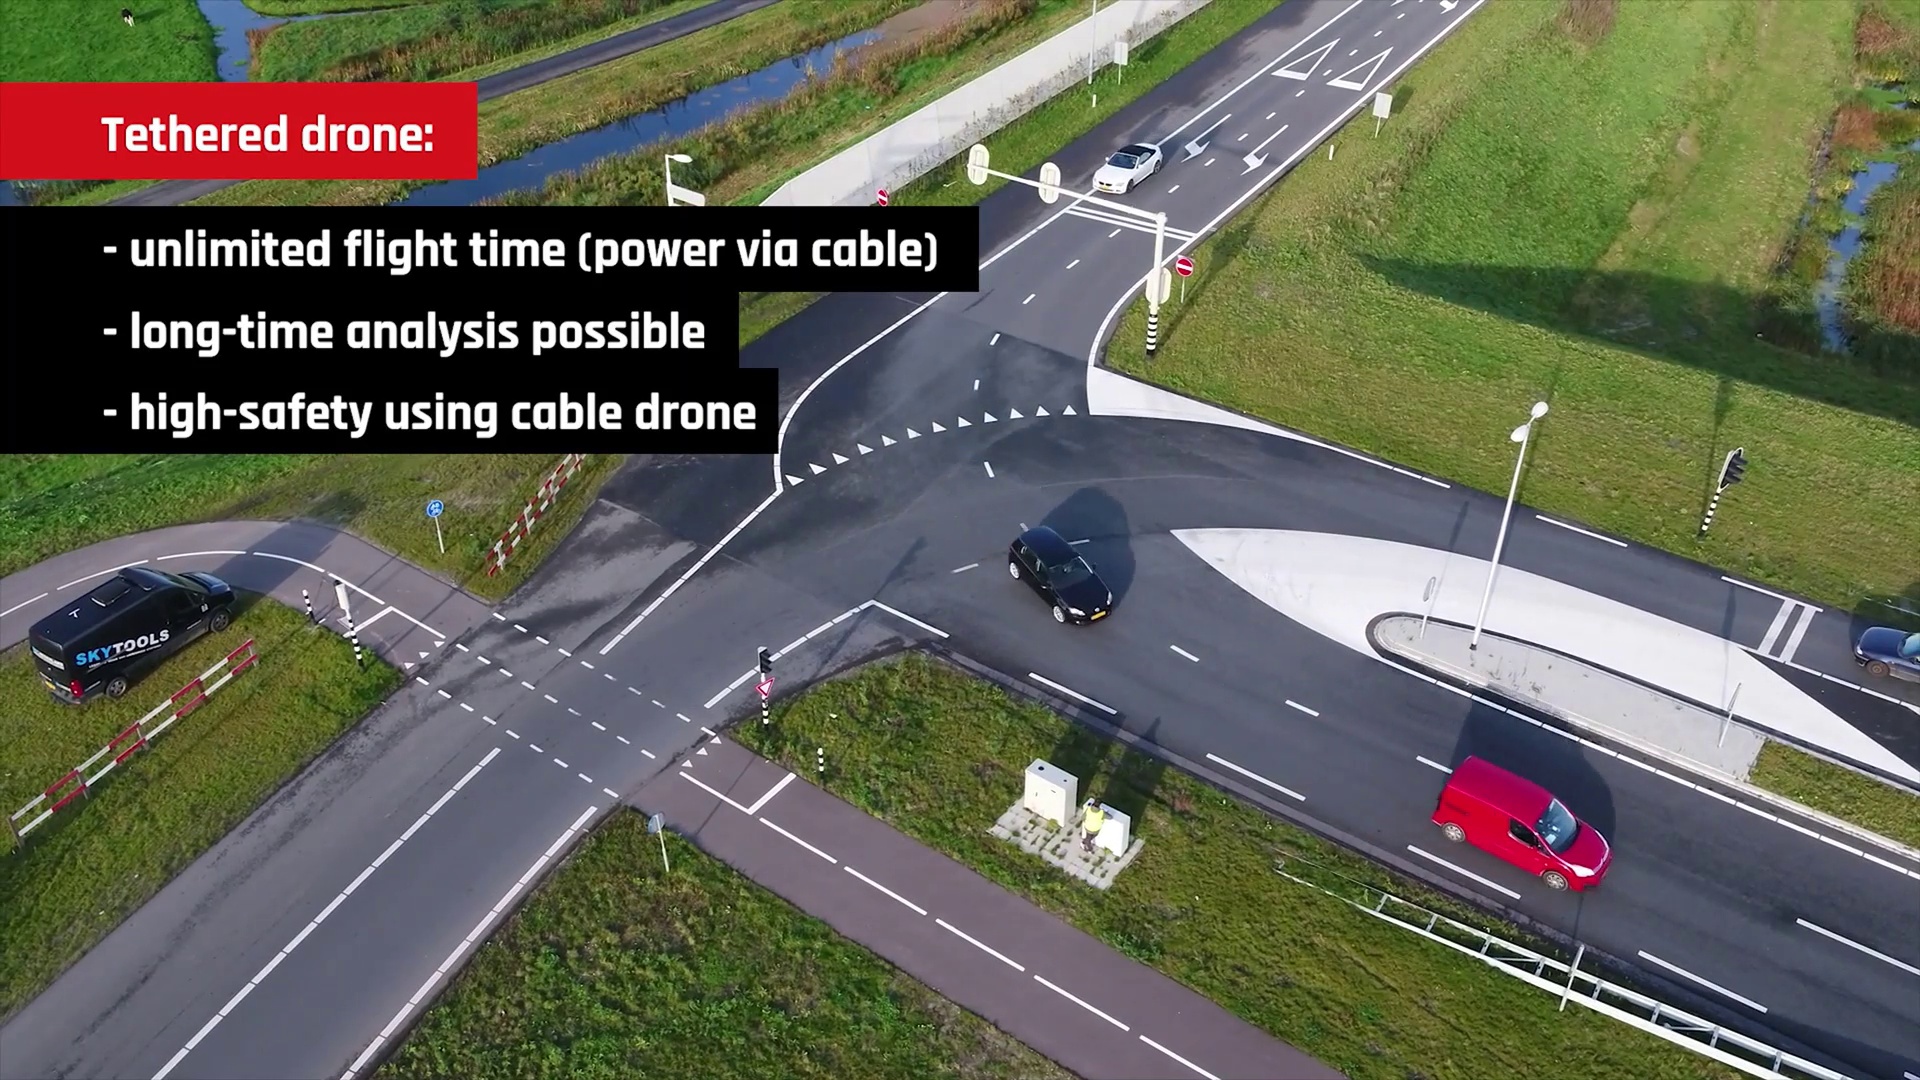 Tethered drone:
- unlimited flight time (power via cable)
- long-time analysis possible
- high-safety using cable drone
SKYTOOLS